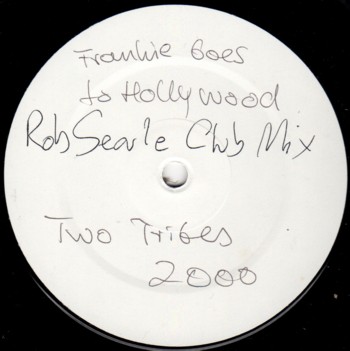 Frankie Goes
to Hollywood
Rob Searle Club Mix
Two Tribes
2000